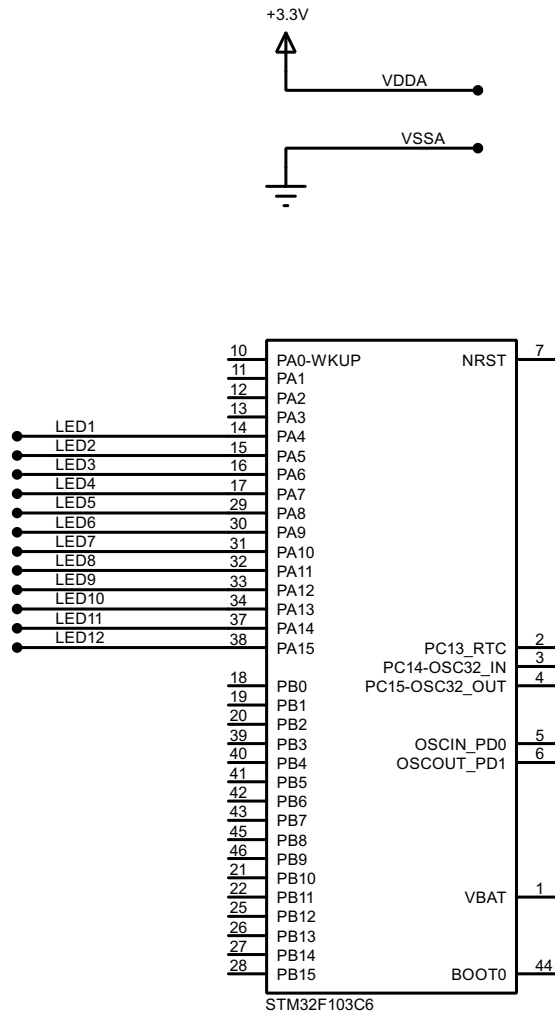 +3.3V
VDDA
VSSA
10 PA0-WKUP NRST 7
11 PA1
12 PA2
13 PA3
LED1 14 PA4
LED2 15 PA5
LED3 16 PA6
LED4 17 PA7
LED5 29 PA8
LED6 30 PA9
LED7 31 PA10
LED8 32 PA11
LED9 33 PA12
LED10 34 PA13
LED11 37 PA14
LED12 38 PA15 PC13_RTC 2
PC14-OSC32_IN 3
18 PB0 PC15-OSC32_OUT 4
19 PB1
20 PB2
39 PB3 OSCIN_PD0 5
40 PB4 OSCOUT_PD1 6
41 PB5
42 PB6
43 PB7
45 PB8
46 PB9
21 PB10
22 PB11 VBAT 1
25 PB12
26 PB13
27 PB14
28 PB15 BOOT0 44
STM32F103C6